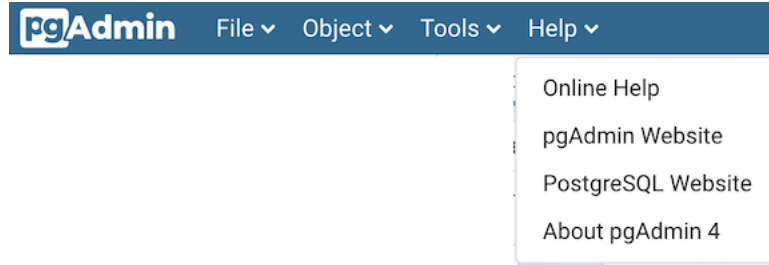 pgAdmin File Object Tools Help
Online Help
pgAdmin Website
PostgreSQL Website
About pgAdmin 4